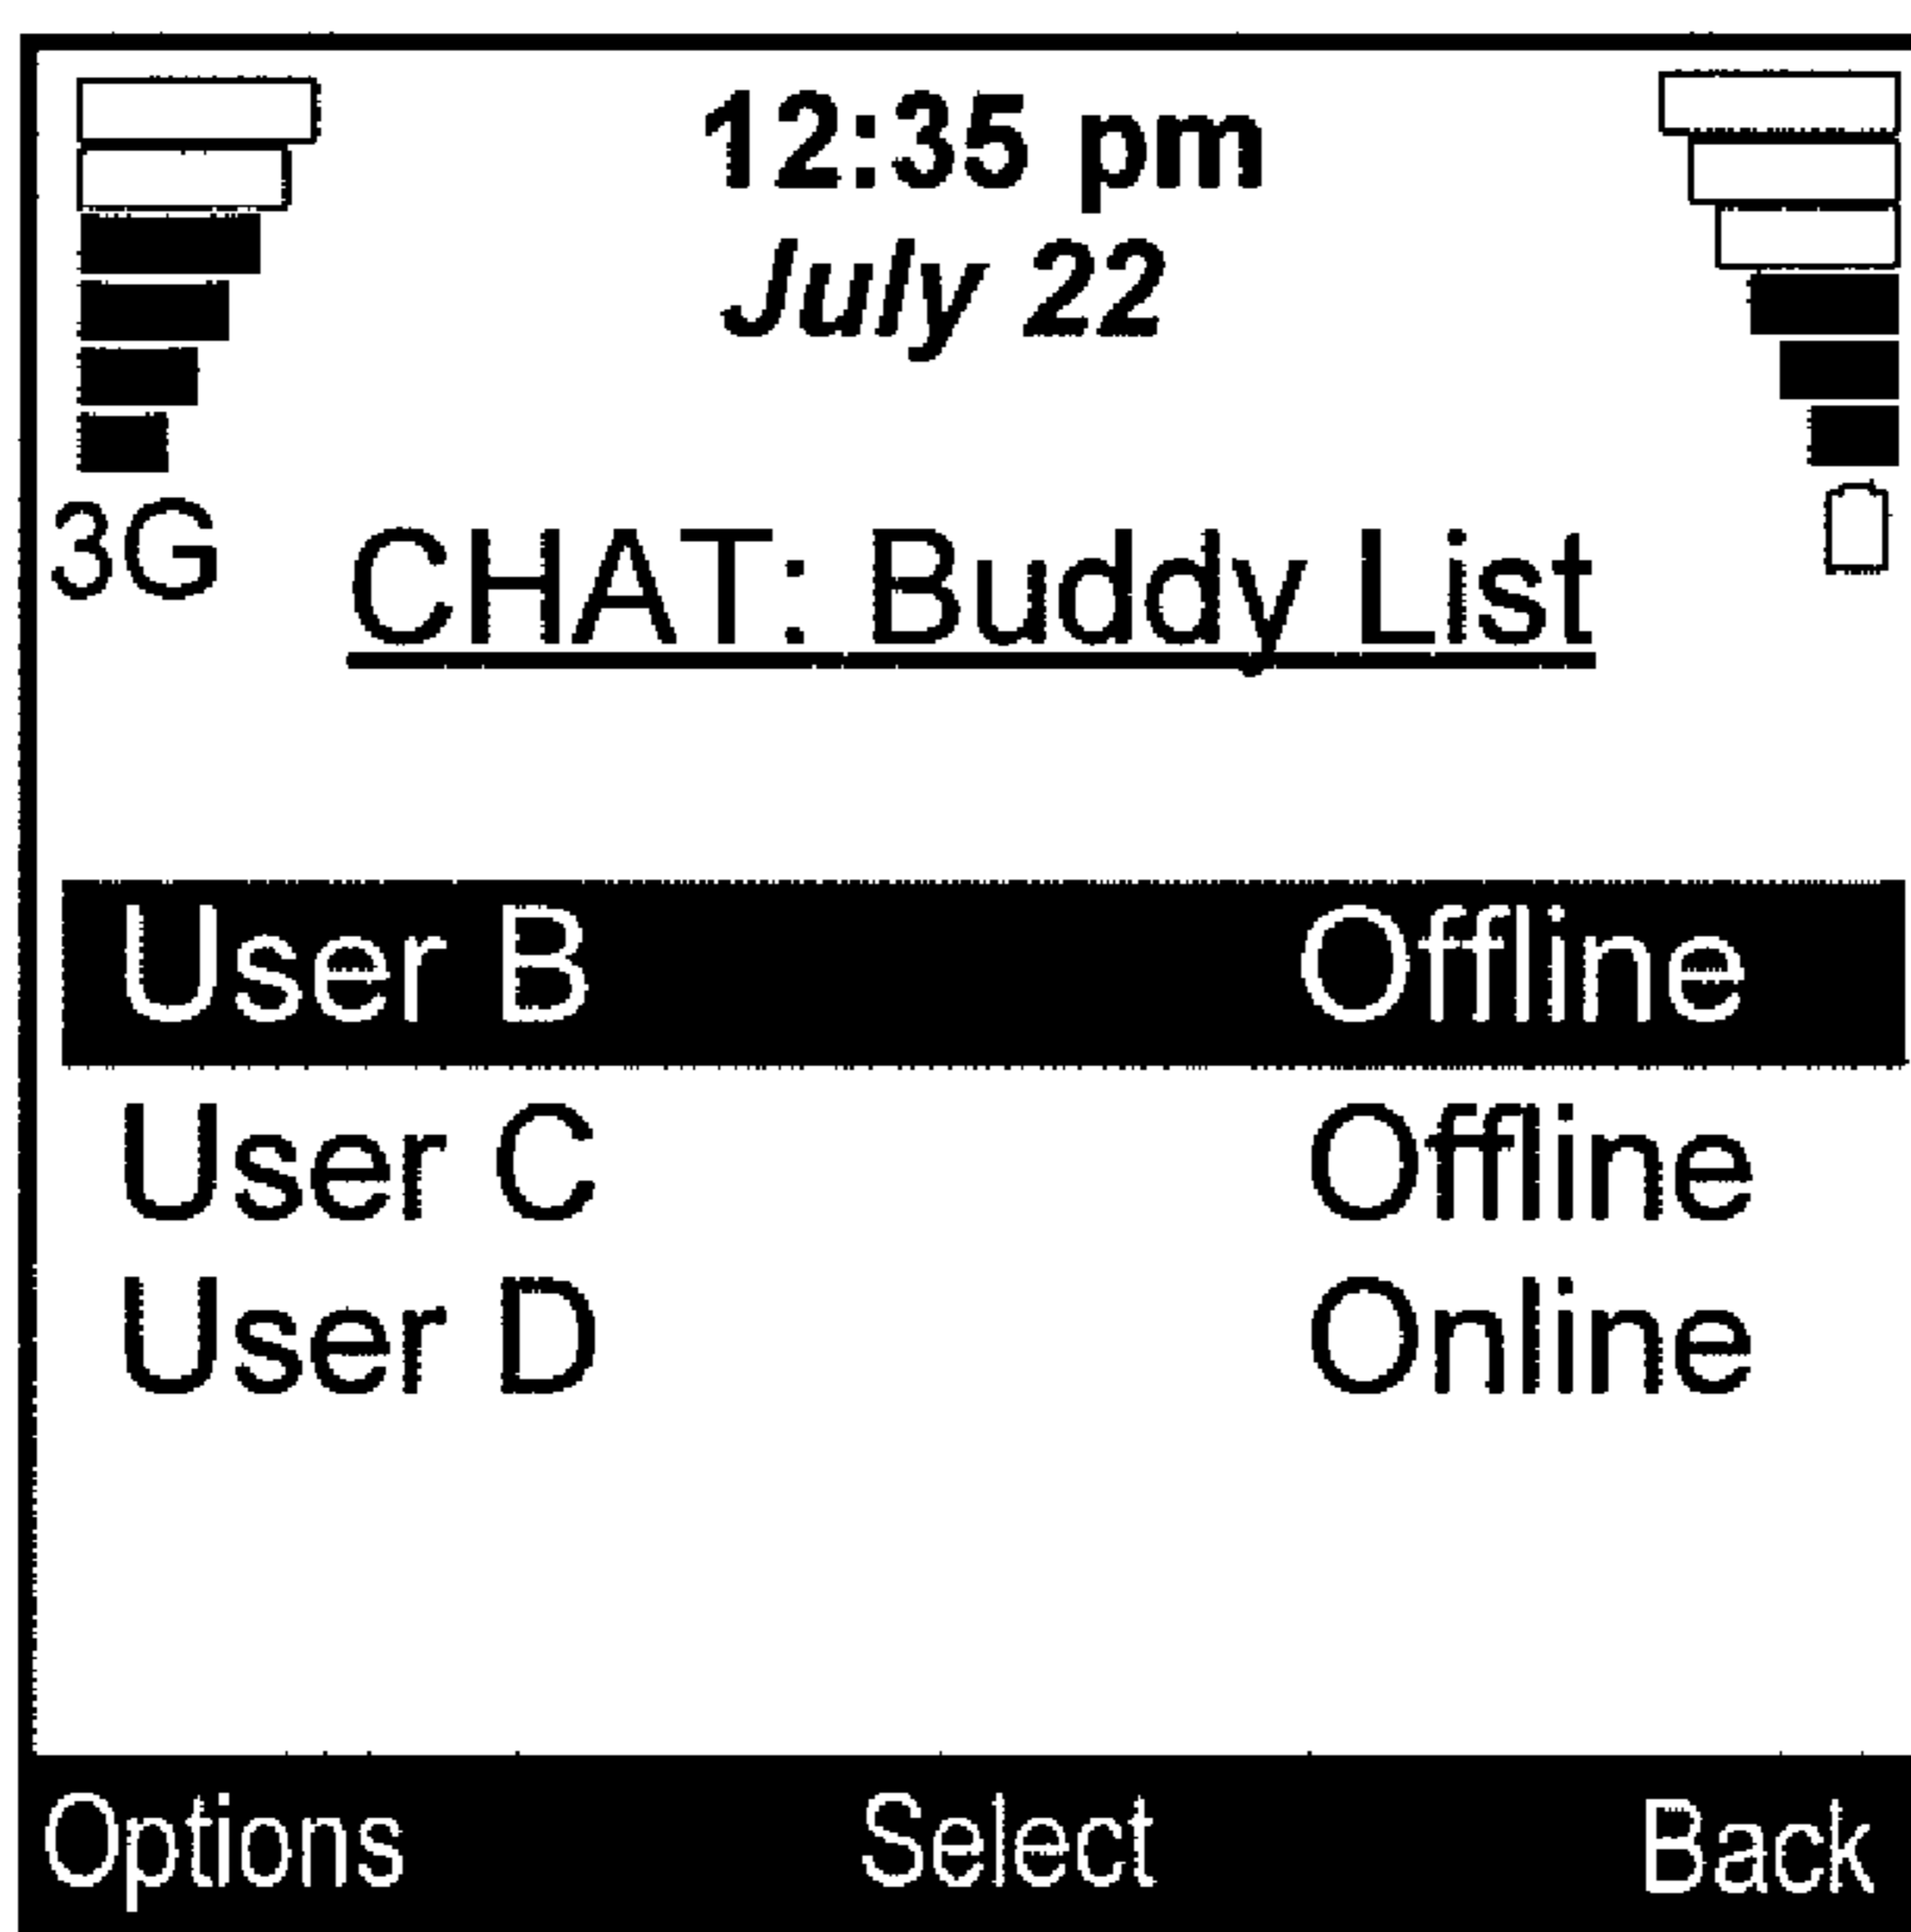 12:35 pm
July 22
3G
CHAT: Buddy List
User B Offline
User C Offline
User D Online
Options Select Back